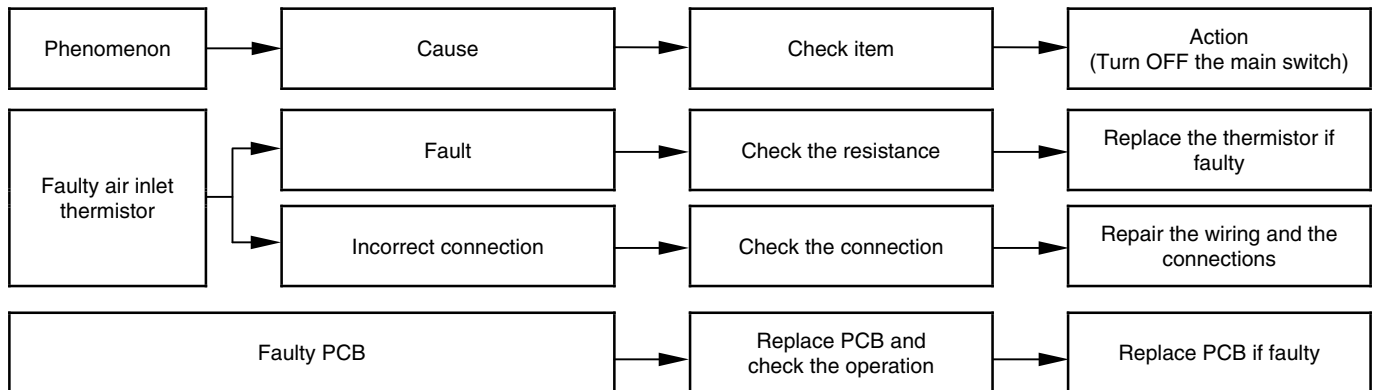 Phenomenon
Cause
Check item
Action
(Turn OFF the main switch)
Faulty air inlet
thermistor
Fault
Check the resistance
Replace the thermistor if
faulty
Incorrect connection
Check the connection
Repair the wiring and the
connections
Faulty PCB
Replace PCB and
check the operation
Replace PCB if faulty